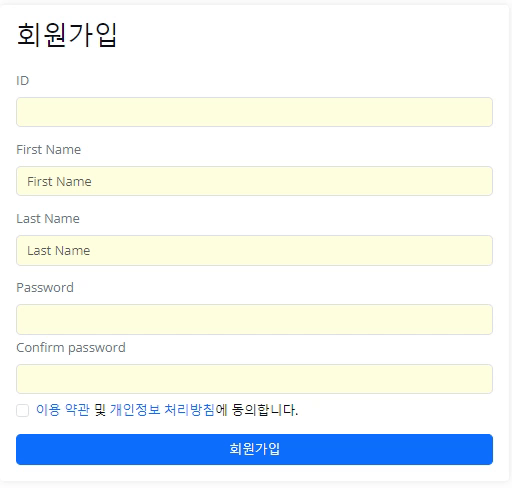 회원가입
ID
First Name
First Name
Last Name
Last Name
Password
Confirm password
이용 약관 및 개인정보 처리방침에 동의합니다.
회원가입